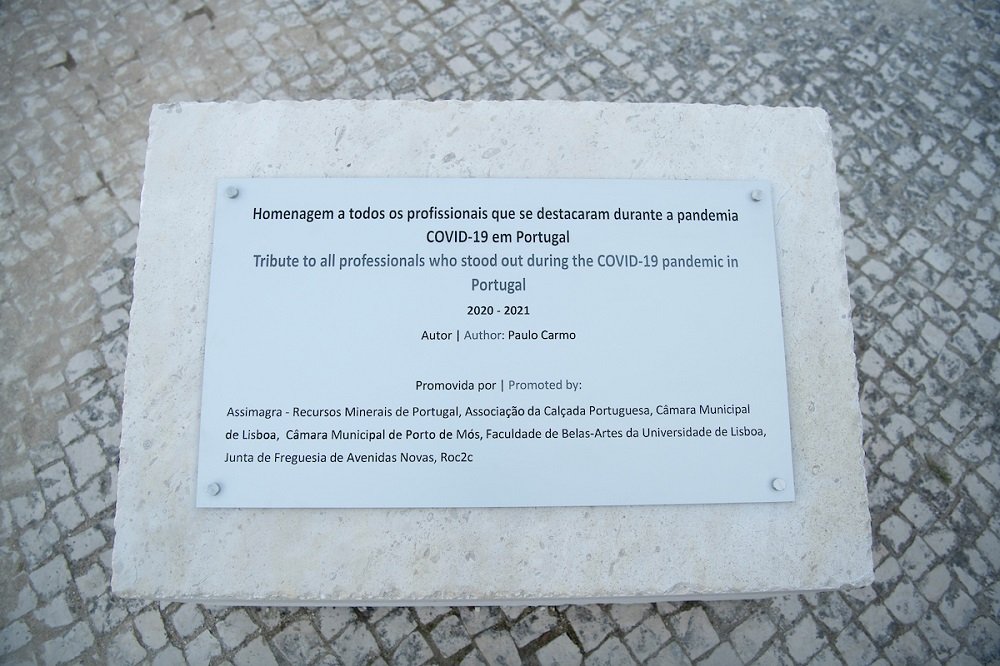 Homenagem a todos os profissionais que se destacaram durante a pandemia
COVID-19 em Portugal
Tribute to all professionals who stood out during the COVID-19 pandemic in
Portugal
2020 - 2021
Autor | Author: Paulo Carmo
Promovida por | Promoted by:
Assimagra - Recursos Minerais de Portugal, Associação da Calçada Portuguesa, Câmara Municipal
de Lisboa, Câmara Municipal de Porto de Mós, Faculdade de Belas-Artes da Universidade de Lisboa,
Junta de Freguesia de Avenidas Novas, Roc2c